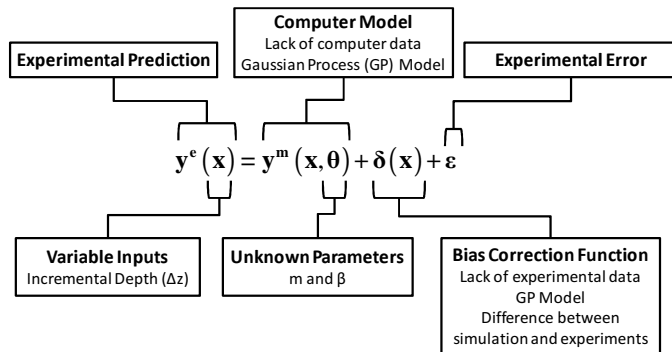 Computer Model
Lack of computer data
Gaussian Process (GP) Model
Experimental Prediction
Experimental Error
y^e (x) = y^m (x, θ) + δ(x) + ε
Variable Inputs
Incremental Depth (Δz)
Unknown Parameters
m and β
Bias Correction Function
Lack of experimental data
GP Model
Difference between
simulation and experiments